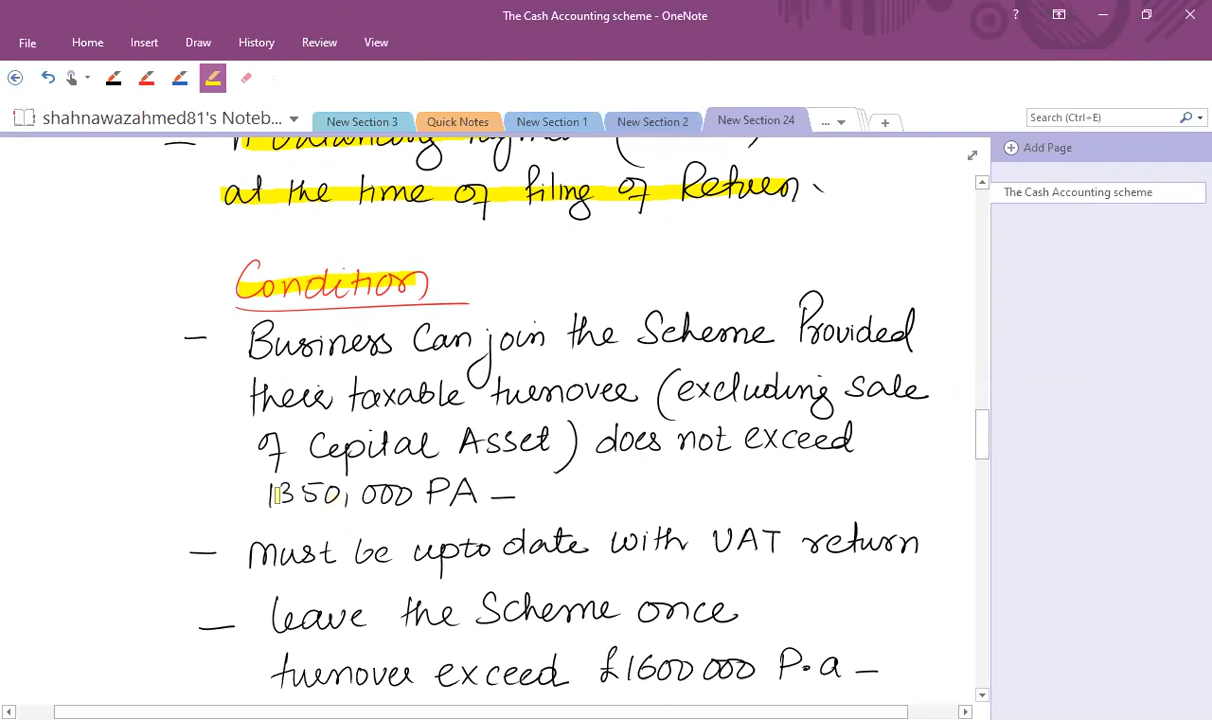 The Cash Accounting scheme - OneNote
File Home Insert Draw History Review View
shahnawazahmed81's Noteb... New Section 3 Quick Notes New Section 1 New Section 2 New Section 24 ... Search (Ctrl+E)
Add Page
The Cash Accounting scheme
at the time of filing of Return.
Condition
- Business Can join the Scheme Provided
their taxable turnover (excluding sale
of Capital Asset) does not exceed
1350,000 PA -
- Must be upto date with VAT return
- leave the Scheme once
turnover exceed £1600 000 P.a -